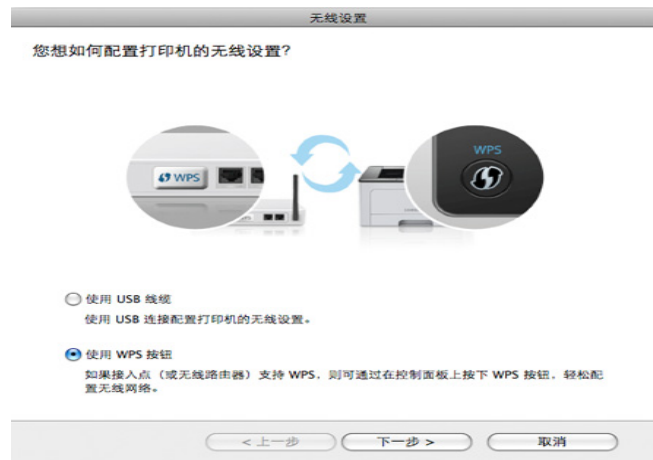 无线设置
您想如何配置打印机的无线设置?
WPS
WPS
使用 USB 线缆
使用 USB 连接配置打印机的无线设置。
使用 WPS 按钮
如果接入点（或无线路由器）支持 WPS，则可通过在控制面板上按下 WPS 按钮，轻松配
置无线网络。
< 上一步
下一步 >
取消